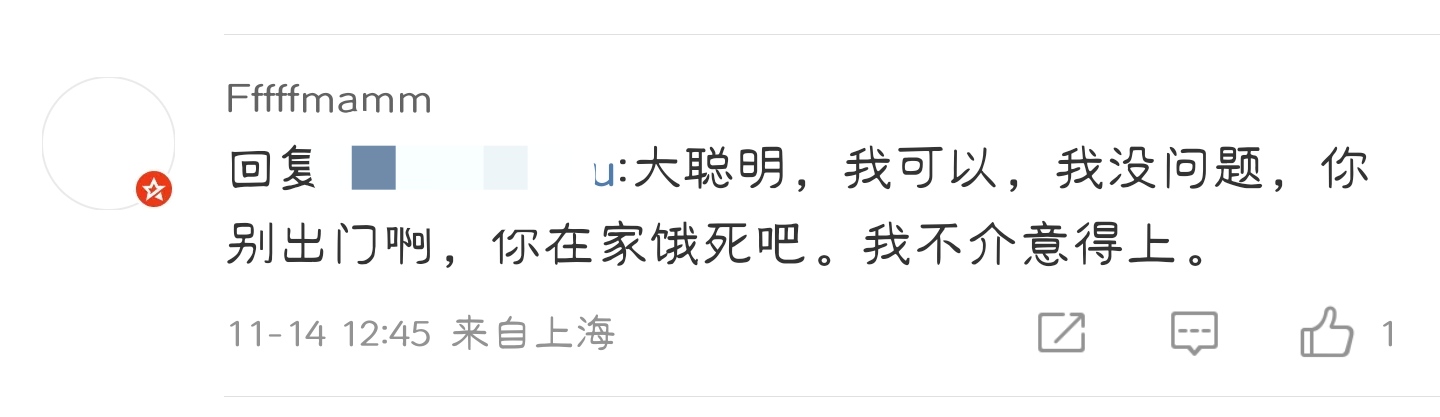 Fffffmamm
回复 u:大聪明，我可以，我没问题，你
别出门啊，你在家饿死吧。我不介意得上。
11-14 12:45 来自上海
1